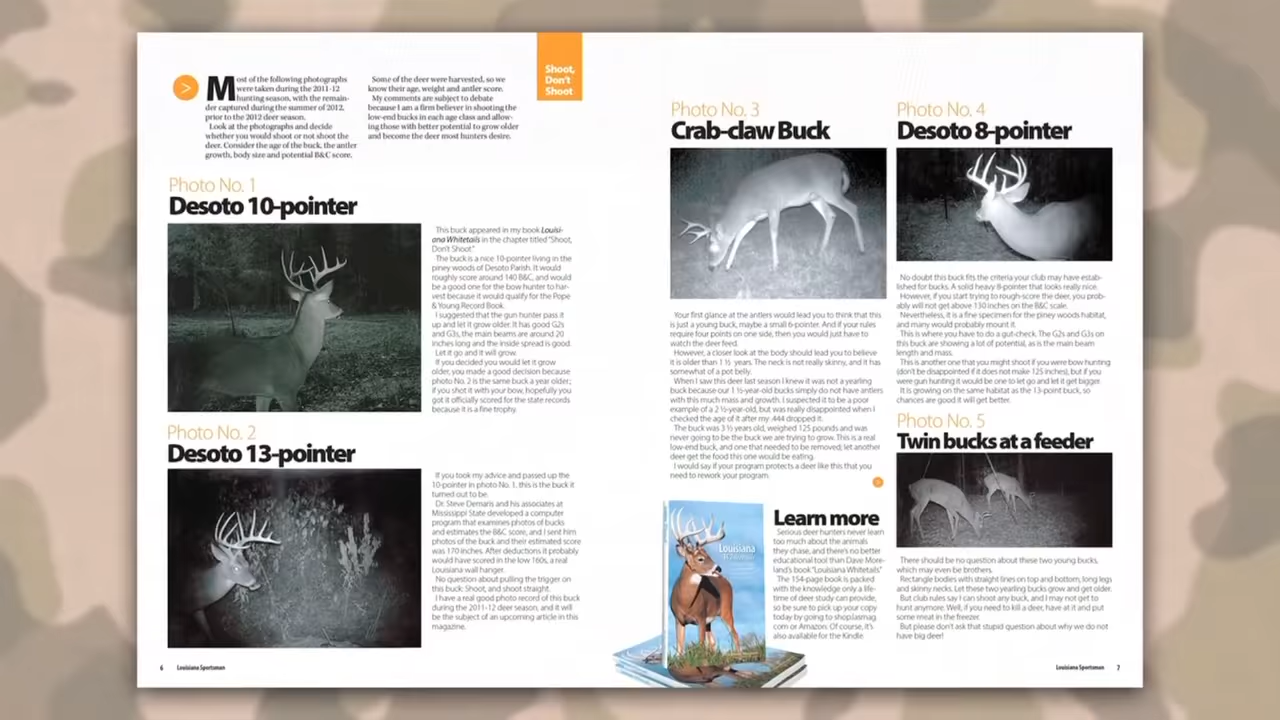 Shoot,
Don't
Shoot
>
Most of the following photographs
were taken during the 2011-12
hunting season, with the remain-
der captured during the summer of 2012,
prior to the 2012 deer season.
Look at the photographs and decide
whether you would shoot or not shoot the
deer. Consider the age of the buck, the antler
growth, body size and potential B&C score.
Some of the deer were harvested, so we
know their age, weight and antler score.
My comments are subject to debate
because I am a firm believer in shooting the
low-end bucks in each age class and allow-
ing those with better potential to grow older
and become the deer most hunters desire.
Photo No. 1
Desoto 10-pointer
This buck appeared in my book Louisi-
ana Whitetails in the chapter titled "Shoot,
Don't Shoot."
The buck is a nice 10-pointer living in the
piney woods of Desoto Parish. It would
roughly score around 140 B&C, and would
be a good one for the bow hunter to har-
vest because it would qualify for the Pope
& Young Record Book.
I suggested that the gun hunter pass it
up and let it grow older. It has good G2s
and G3s, the main beams are around 20
inches long and the inside spread is good.
Let it go and it will grow.
If you decided you would let it grow
older, you made a good decision because
photo No. 2 is the same buck a year older;
if you shot it with your bow, hopefully you
got it officially scored for the state records
because it is a fine trophy.
Photo No. 2
Desoto 13-pointer
If you took my advice and passed up the
10-pointer in photo No. 1, this is the buck it
turned out to be.
Dr. Steve Demaris and his associates at
Mississippi State developed a computer
program that examines photos of bucks
and estimates the B&C score, and I sent him
photos of the buck and their estimated score
was 170 inches. After deductions it probably
would have scored in the low 160s, a real
Louisiana wall hanger.
No question about pulling the trigger on
this buck: Shoot, and shoot straight.
I have a real good photo record of this buck
during the 2011-12 deer season, and it will
be the subject of an upcoming article in this
magazine.
6 Louisiana Sportsman
Photo No. 3
Crab-claw Buck
Your first glance at the antlers would lead you to think that this
is just a young buck, maybe a small 6-pointer. And if your rules
require four points on one side, then you would just have to
watch the deer feed.
However, a closer look at the body should lead you to believe
it is older than 1 ½ years. The neck is not really skinny, and it has
somewhat of a pot belly.
When I saw this deer last season I knew it was not a yearling
buck because our 1 ½-year-old bucks simply do not have antlers
with this much mass and growth. I suspected it to be a poor
example of a 2 ½-year-old, but was really disappointed when I
checked the age of it after my .444 dropped it.
The buck was 3 ½ years old, weighed 125 pounds and was
never going to be the buck we are trying to grow. This is a real
low-end buck, and one that needed to be removed; let another
deer get the food this one would be eating.
I would say if your program protects a deer like this that you
need to rework your program.
Louisiana
Learn more
Serious deer hunters never learn
too much about the animals
they chase, and there's no better
educational tool than Dave More-
land's book "Louisiana Whitetails"
The 154-page book is packed
with the knowledge only a life-
time of deer study can provide,
so be sure to pick up your copy
today by going to shoplasmag.
com or Amazon. Of course, it's
also available for the Kindle.
Photo No. 4
Desoto 8-pointer
No doubt this buck fits the criteria your club may have estab-
lished for bucks. A solid heavy 8-pointer that looks really nice.
However, if you start trying to rough-score the deer, you prob-
ably will not get above 130 inches on the B&C scale.
Nevertheless, it is a fine specimen for the piney woods habitat,
and many would probably mount it.
This is where you have to do a gut-check. The G2s and G3s on
this buck are showing a lot of potential, as is the main beam
length and mass.
This is another one that you might shoot if you were bow hunting
(don't be disappointed if it does not make 125 inches), but if you
were gun hunting it would be one to let go and let it get bigger.
It is growing on the same habitat as the 13-point buck, so
chances are good it will get better.
Photo No. 5
Twin bucks at a feeder
There should be no question about these two young bucks,
which may even be brothers.
Rectangle bodies with straight lines on top and bottom, long legs
and skinny necks. Let these two yearling bucks grow and get older.
But club rules say I can shoot any buck, and I may not get to
hunt anymore. Well, if you need to kill a deer, have at it and put
some meat in the freezer.
But please don't ask that stupid question about why we do not
have big deer!
Louisiana Sportsman 7